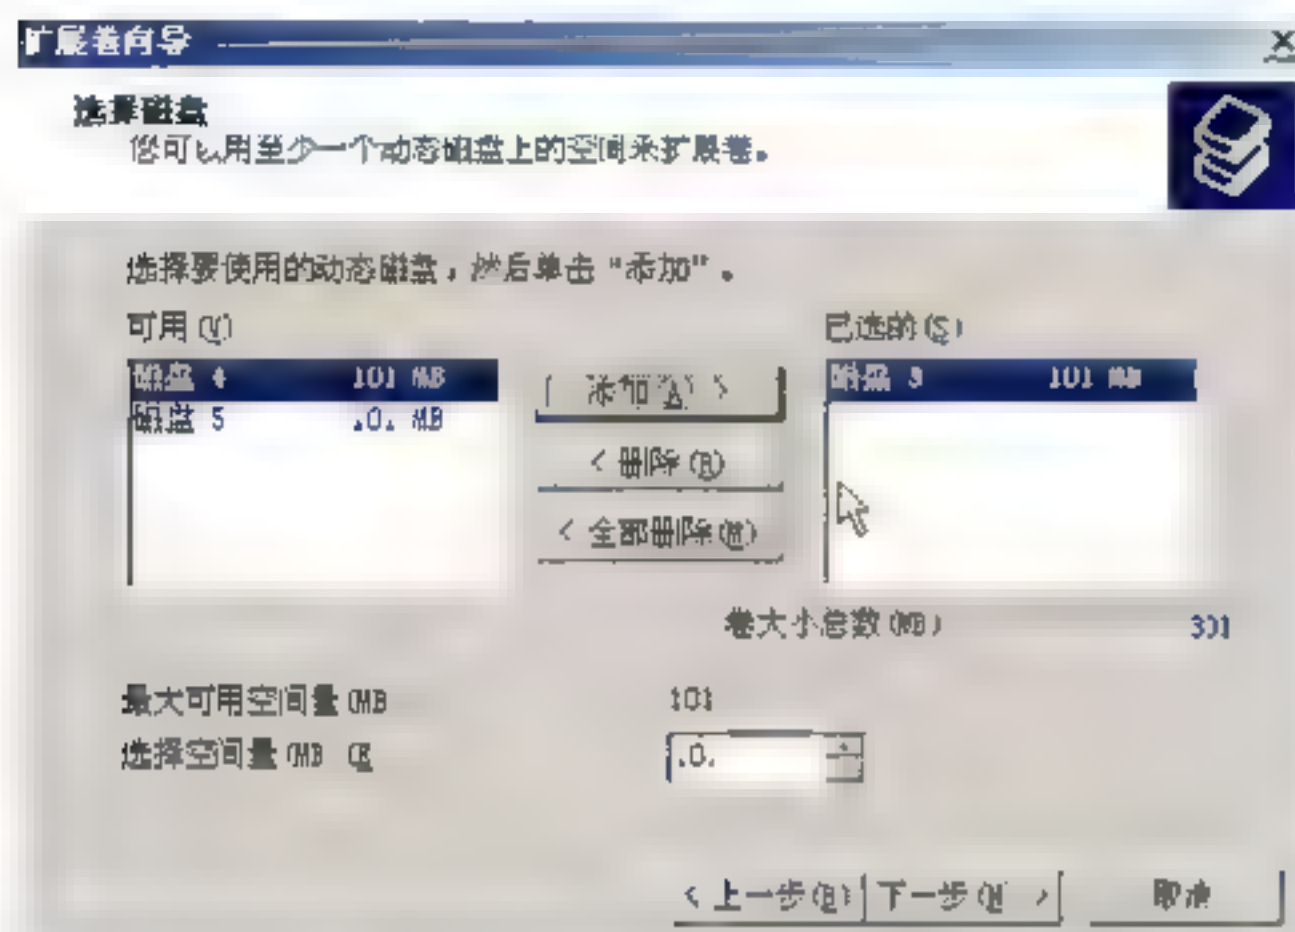 扩展卷向导
选择磁盘
您可以用至少一个动态磁盘上的空间来扩展卷。
选择要使用的动态磁盘，然后单击“添加”。
可用(V)
已选的(S)
磁盘 4 101 MB
磁盘 3 101 MB
添加(A) >
磁盘 5 MB
< 删除(R)
< 全部删除(M)
卷大小总数(MB) 301
最大可用空间量(MB 101
选择空间量(MB (E
< 上一步(B)
下一步(N >
取消